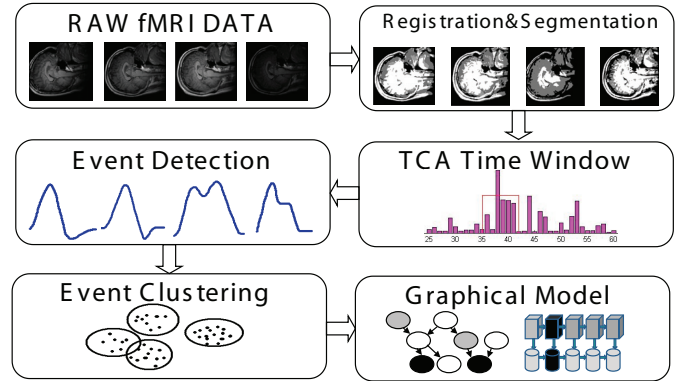 RAW fMRI DATA
Registration&Segmentation
Event Detection
TCA Time Window
25 30 35 40 45 50 55 60
Event Clustering
Graphical Model